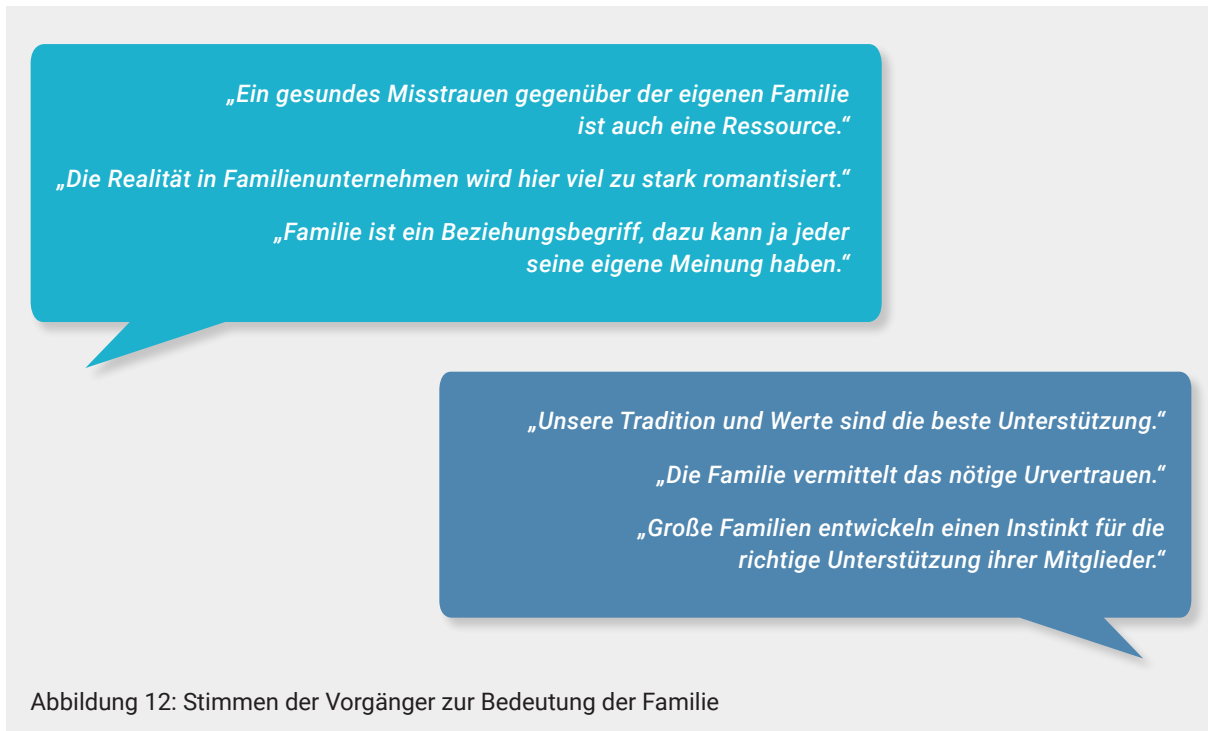 „Ein gesundes Misstrauen gegenüber der eigenen Familie
ist auch eine Ressource.“
„Die Realität in Familienunternehmen wird hier viel zu stark romantisiert.“
„Familie ist ein Beziehungsbegriff, dazu kann ja jeder
seine eigene Meinung haben.“
„Unsere Tradition und Werte sind die beste Unterstützung.“
„Die Familie vermittelt das nötige Urvertrauen.“
„Große Familien entwickeln einen Instinkt für die
richtige Unterstützung ihrer Mitglieder.“
Abbildung 12: Stimmen der Vorgänger zur Bedeutung der Familie